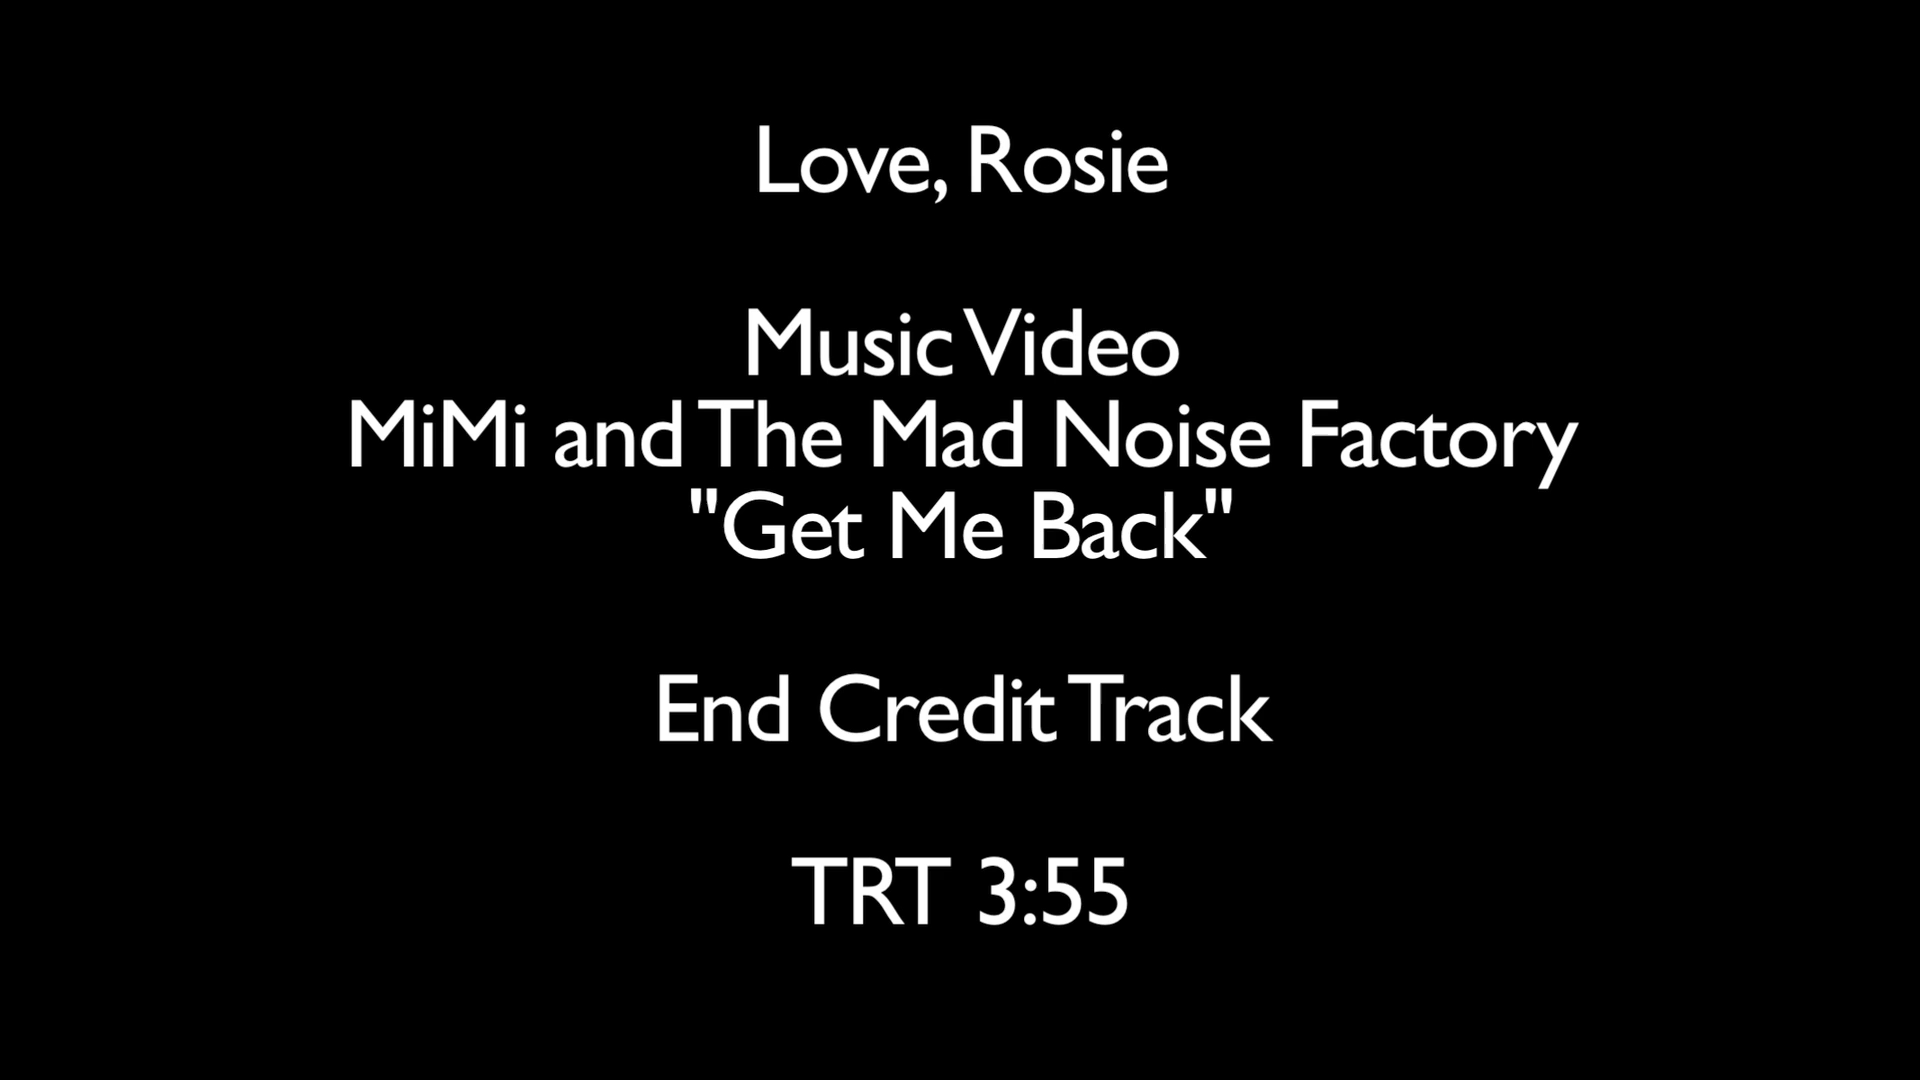 Love, Rosie
Music Video
MiMi and The Mad Noise Factory
"Get Me Back"
End Credit Track
TRT 3:55